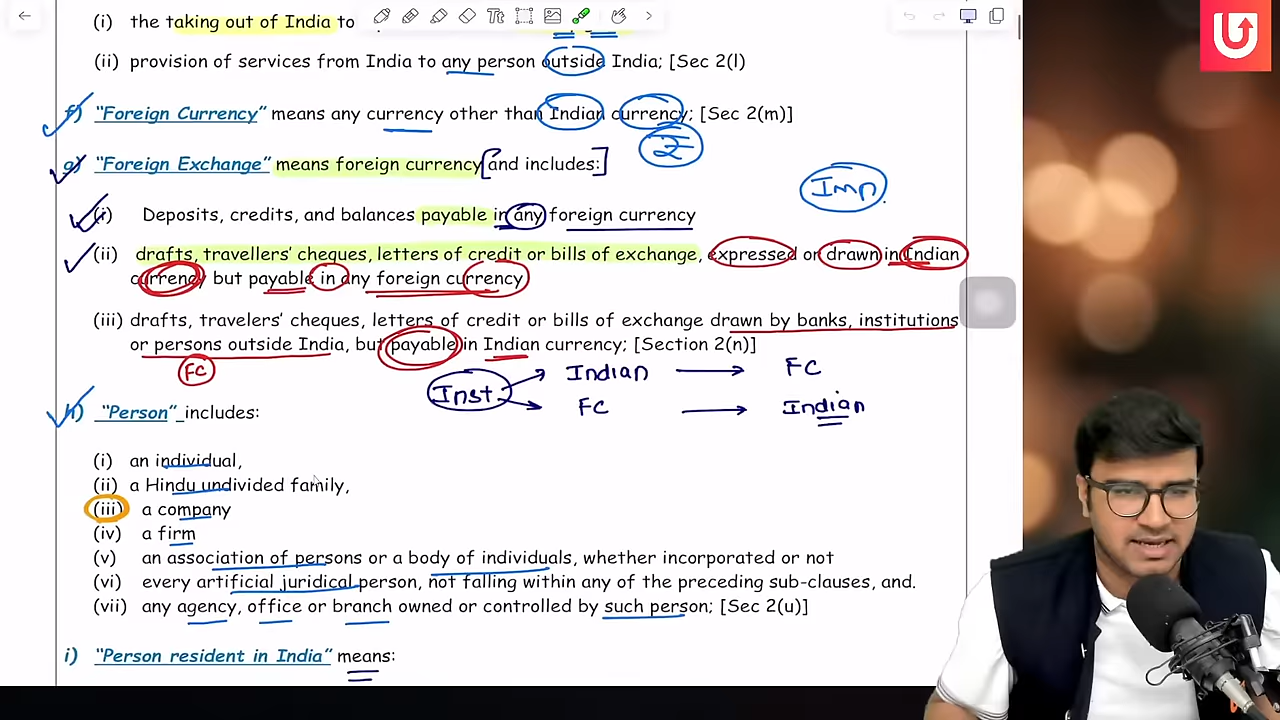 (i) the taking out of India to
(ii) provision of services from India to any person outside India; [Sec 2(l)
f) "Foreign Currency" means any currency other than Indian currency; [Sec 2(m)]
₹
g) "Foreign Exchange" means foreign currency [and includes:]
Imp
(i) Deposits, credits, and balances payable in any foreign currency
(ii) drafts, travellers' cheques, letters of credit or bills of exchange, expressed or drawn in Indian
currency but payable in any foreign currency
(iii) drafts, travelers' cheques, letters of credit or bills of exchange drawn by banks, institutions
or persons outside India, but payable in Indian currency; [Section 2(n)]
FC
Inst
Indian → FC
FC → Indian
h) "Person" includes:
(i) an individual,
(ii) a Hindu undivided family,
(iii) a company
(iv) a firm
(v) an association of persons or a body of individuals, whether incorporated or not
(vi) every artificial juridical person, not falling within any of the preceding sub-clauses, and.
(vii) any agency, office or branch owned or controlled by such person; [Sec 2(u)]
i) "Person resident in India" means: